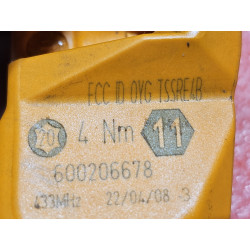 FCC ID OYG TSSRE4B
20 4 Nm 11
600206678
433MHz 22/04/08 -3